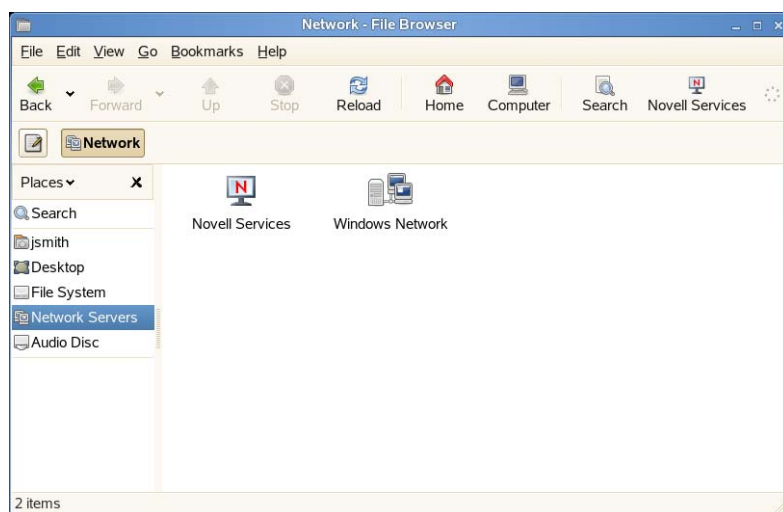 Network - File Browser
File Edit View Go Bookmarks Help
Back Forward Up Stop Reload Home Computer Search Novell Services
Network
Places
Search
jsmith
Desktop
File System
Network Servers
Audio Disc
N
Novell Services
Windows Network
2 items